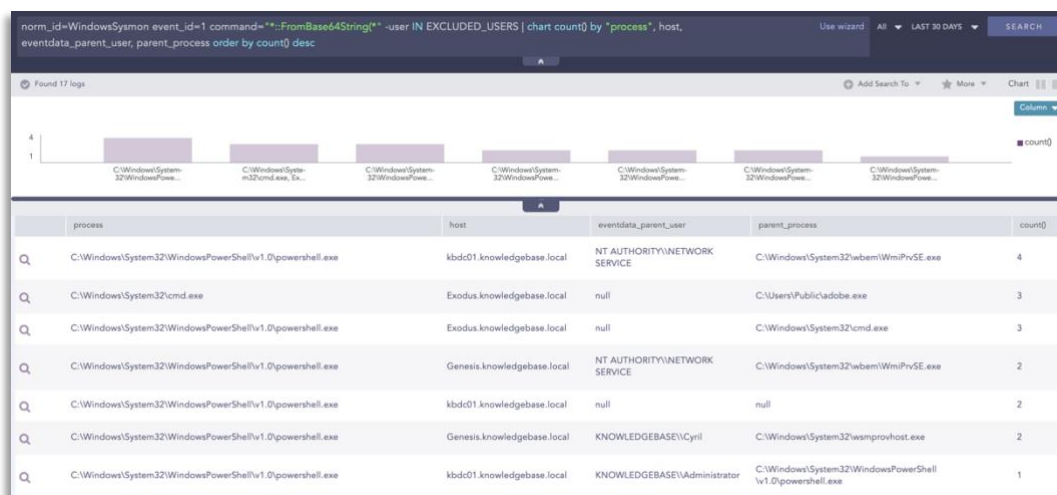 norm_id=WindowsSysmon event_id=1 command="*::FromBase64String(*" -user IN EXCLUDED_USERS | chart count() by "process", host,
eventdata_parent_user, parent_process order by count() desc
Use wizard All LAST 30 DAYS SEARCH
Found 17 logs Add Search To More Chart
Column
4
1
count()
C:\Windows\System-
32\WindowsPowe...
C:\Windows\Syste-
m32\cmd.exe, Ex...
C:\Windows\System-
32\WindowsPowe...
C:\Windows\System-
32\WindowsPowe...
C:\Windows\System-
32\WindowsPowe...
C:\Windows\System-
32\WindowsPowe...
C:\Windows\System-
32\WindowsPowe...
process host eventdata_parent_user parent_process count()
C:\Windows\System32\WindowsPowerShell\v1.0\powershell.exe kbdc01.knowledgebase.local NT AUTHORITY\\NETWORK SERVICE C:\Windows\System32\wbem\WmiPrvSE.exe 4
C:\Windows\System32\cmd.exe Exodus.knowledgebase.local null C:\Users\Public\adobe.exe 3
C:\Windows\System32\WindowsPowerShell\v1.0\powershell.exe Exodus.knowledgebase.local null C:\Windows\System32\cmd.exe 3
C:\Windows\System32\WindowsPowerShell\v1.0\powershell.exe Genesis.knowledgebase.local NT AUTHORITY\\NETWORK SERVICE C:\Windows\System32\wbem\WmiPrvSE.exe 2
C:\Windows\System32\WindowsPowerShell\v1.0\powershell.exe kbdc01.knowledgebase.local null null 2
C:\Windows\System32\WindowsPowerShell\v1.0\powershell.exe Genesis.knowledgebase.local KNOWLEDGEBASE\\Cyril C:\Windows\System32\wsmprovhost.exe 2
C:\Windows\System32\WindowsPowerShell\v1.0\powershell.exe kbdc01.knowledgebase.local KNOWLEDGEBASE\\Administrator C:\Windows\System32\WindowsPowerShell\v1.0\powershell.exe 1